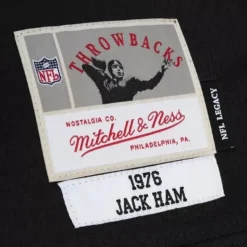 THROWBACKS
NFL
NOSTALGIA CO.
Mitchell & Ness
PHILADELPHIA, PA.
NFL LEGACY
1976
JACK HAM